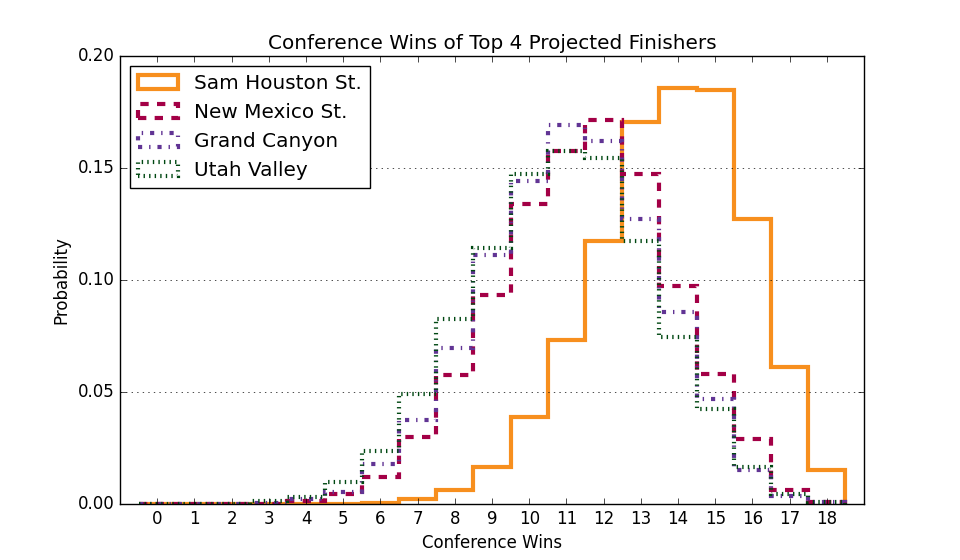 Conference Wins of Top 4 Projected Finishers
0.20
0.15
0.10
0.05
0.00
Probability
Sam Houston St.
New Mexico St.
Grand Canyon
Utah Valley
0 1 2 3 4 5 6 7 8 9 10 11 12 13 14 15 16 17 18
Conference Wins